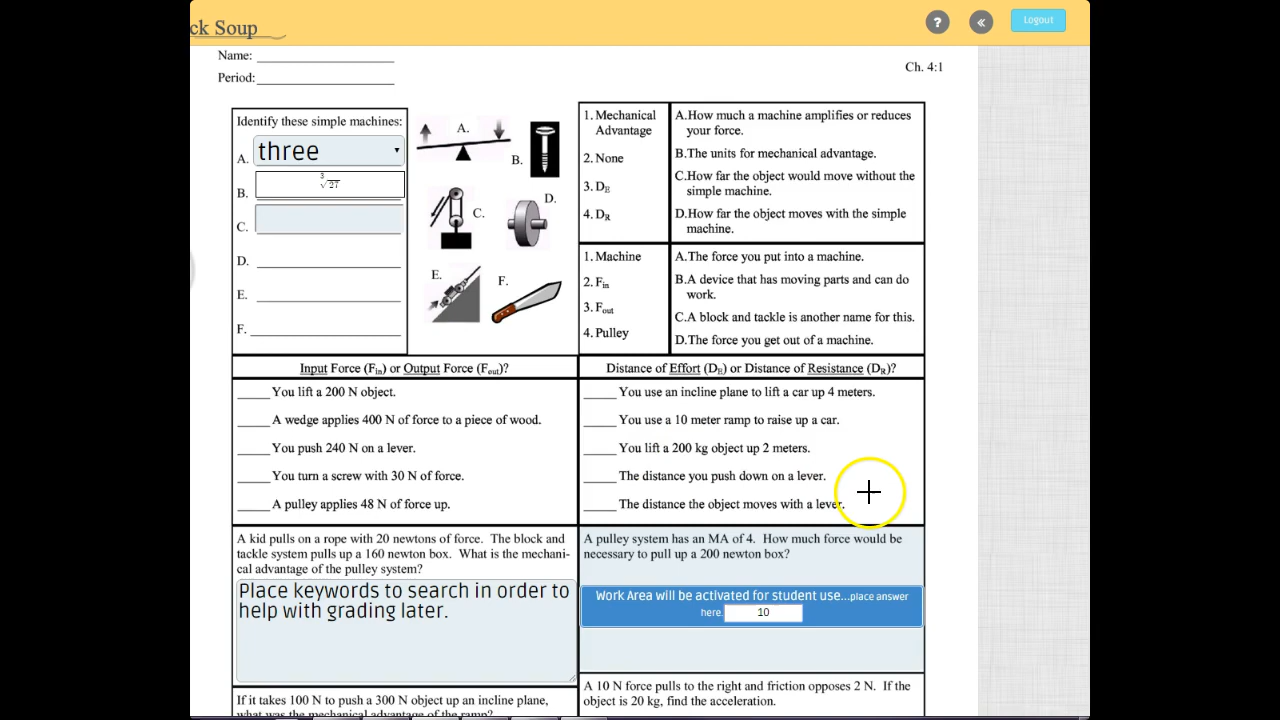 ck Soup
?
«
Logout
Name:
Period:
Ch. 4:1
Identify these simple machines:
A. three
B. ∛27
C.
D.
E.
F.
A.
B.
C.
D.
E.
F.
1. Mechanical
Advantage
2. None
3. DE
4. DR
A.How much a machine amplifies or reduces
your force.
B.The units for mechanical advantage.
C.How far the object would move without the
simple machine.
D.How far the object moves with the simple
machine.
1. Machine
2. Fin
3. Fout
4. Pulley
A.The force you put into a machine.
B.A device that has moving parts and can do
work.
C.A block and tackle is another name for this.
D.The force you get out of a machine.
Input Force (Fin) or Output Force (Fout)?
_____ You lift a 200 N object.
_____ A wedge applies 400 N of force to a piece of wood.
_____ You push 240 N on a lever.
_____ You turn a screw with 30 N of force.
_____ A pulley applies 48 N of force up.
Distance of Effort (DE) or Distance of Resistance (DR)?
_____ You use an incline plane to lift a car up 4 meters.
_____ You use a 10 meter ramp to raise up a car.
_____ You lift a 200 kg object up 2 meters.
_____ The distance you push down on a lever.
_____ The distance the object moves with a lever.
A kid pulls on a rope with 20 newtons of force. The block and
tackle system pulls up a 160 newton box. What is the mechani-
cal advantage of the pulley system?
Place keywords to search in order to
help with grading later.
A pulley system has an MA of 4. How much force would be
necessary to pull up a 200 newton box?
Work Area will be activated for student use...place answer
here. 10
If it takes 100 N to push a 300 N object up an incline plane,
what was the mechanical advantage of the ramp?
A 10 N force pulls to the right and friction opposes 2 N. If the
object is 20 kg, find the acceleration.